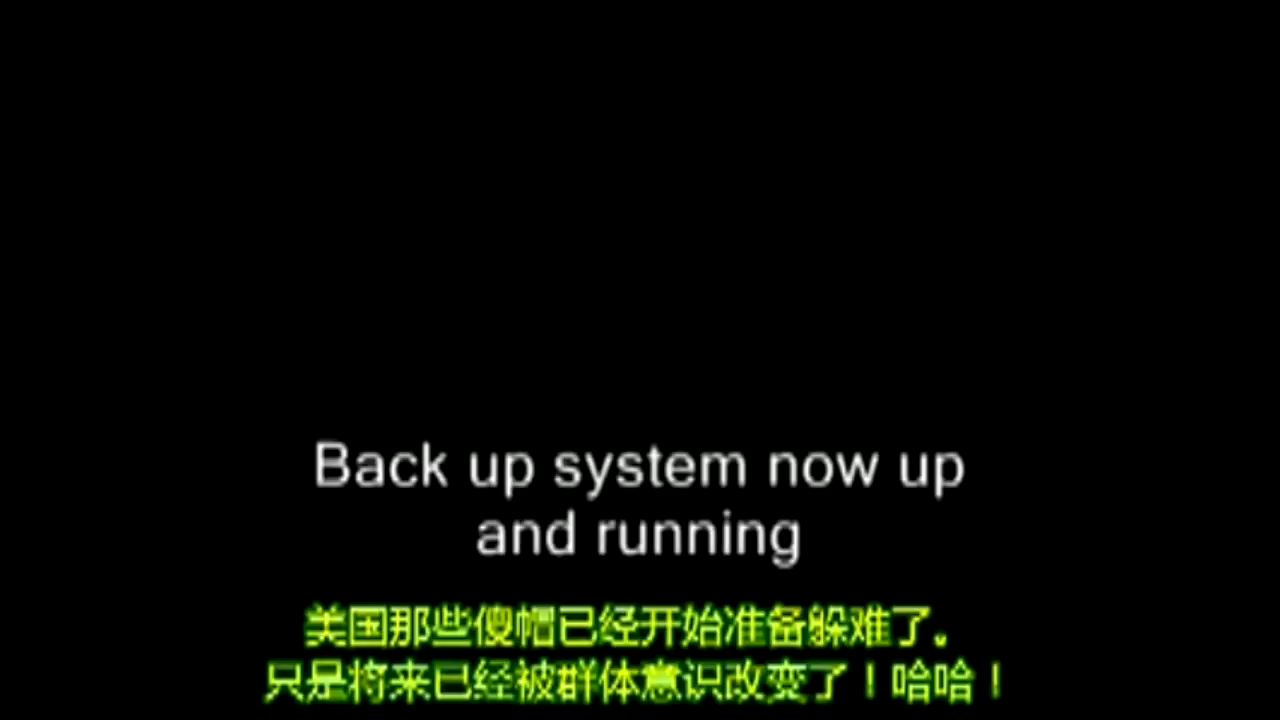 Back up system now up
and running
美国那些傻帽已经开始准备躲难了。
只是将来已经被群体意识改变了！哈哈！